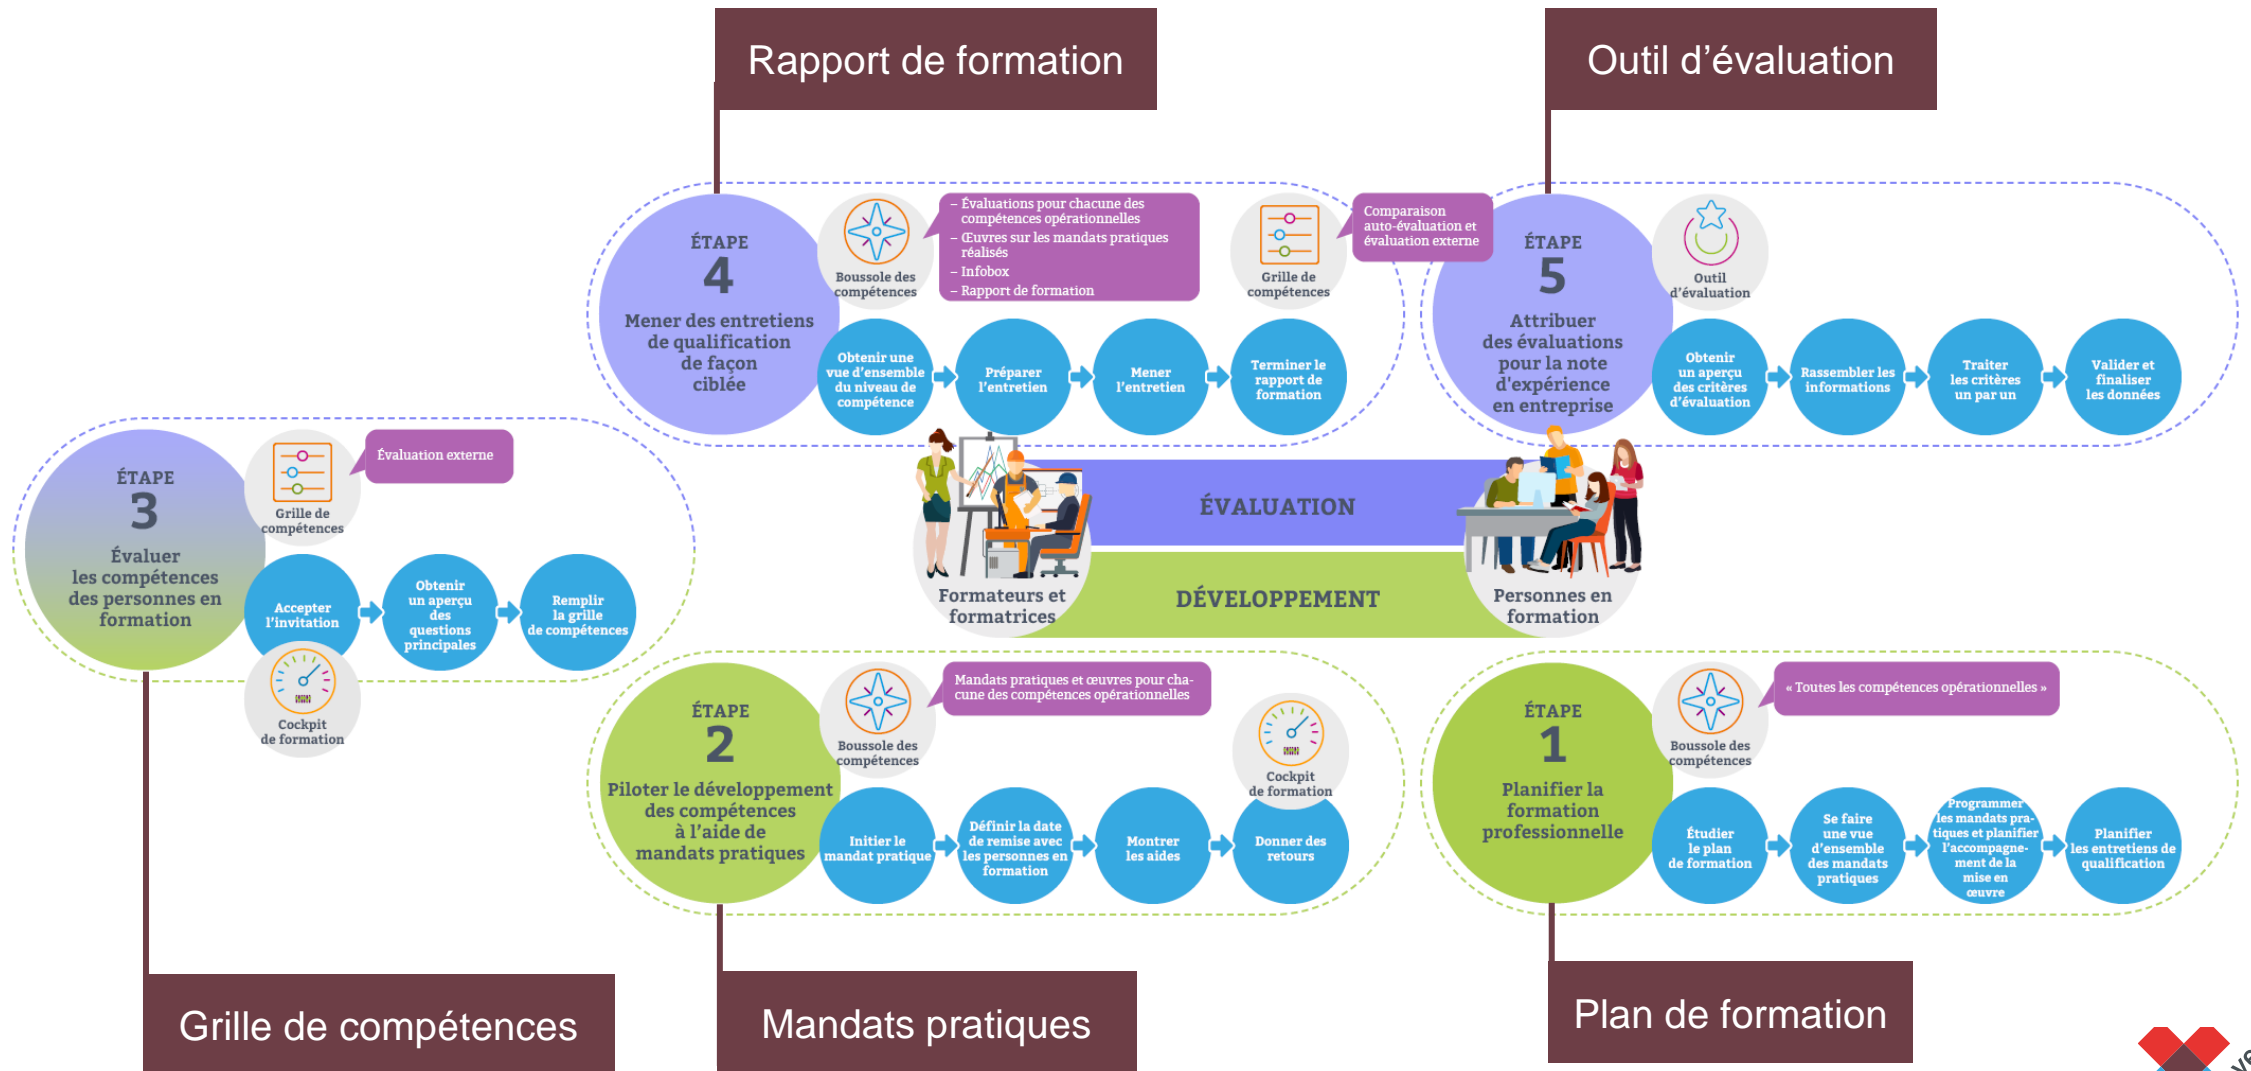 Rapport de formation
Outil d’évaluation
ÉTAPE
4
Mener des entretiens
de qualification
de façon
ciblée
Boussole des
compétences
– Évaluations pour chacune des
compétences opérationnelles
– Œuvres sur les mandats pratiques
réalisés
– Infobox
– Rapport de formation
Grille de
compétences
Comparaison
auto-évaluation et
évaluation externe
Obtenir une
vue d’ensemble
du niveau de
compétence
Préparer
l’entretien
Mener
l’entretien
Terminer le
rapport de
formation
ÉTAPE
5
Attribuer
des évaluations
pour la note
d'expérience
en entreprise
Outil
d’évaluation
Obtenir
un aperçu
des critères
d’évaluation
Rassembler les
informations
Traiter
les critères
un par un
Valider et
finaliser
les données
ÉTAPE
3
Évaluer
les compétences
des personnes en
formation
Grille de
compétences
Évaluation externe
Accepter
l’invitation
Obtenir
un aperçu
des
questions
principales
Remplir
la grille
de compétences
Cockpit
de formation
ÉVALUATION
DÉVELOPPEMENT
Formateurs et
formatrices
Personnes en
formation
ÉTAPE
2
Piloter le développement
des compétences
à l’aide de
mandats pratiques
Boussole des
compétences
Mandats pratiques et œuvres pour cha-
cune des compétences opérationnelles
Cockpit
de formation
Initier le
mandat pratique
Définir la date
de remise avec
les personnes en
formation
Montrer
les aides
Donner des
retours
ÉTAPE
1
Planifier la
formation
professionnelle
Boussole des
compétences
« Toutes les compétences opérationnelles »
Étudier
le plan
de formation
Se faire
une vue
d’ensemble
des mandats
pratiques
Programmer
les mandats pra-
tiques et planifier
l’accompagne-
ment de la
mise en
œuvre
Planifier
les entretiens de
qualification
Grille de compétences
Mandats pratiques
Plan de formation